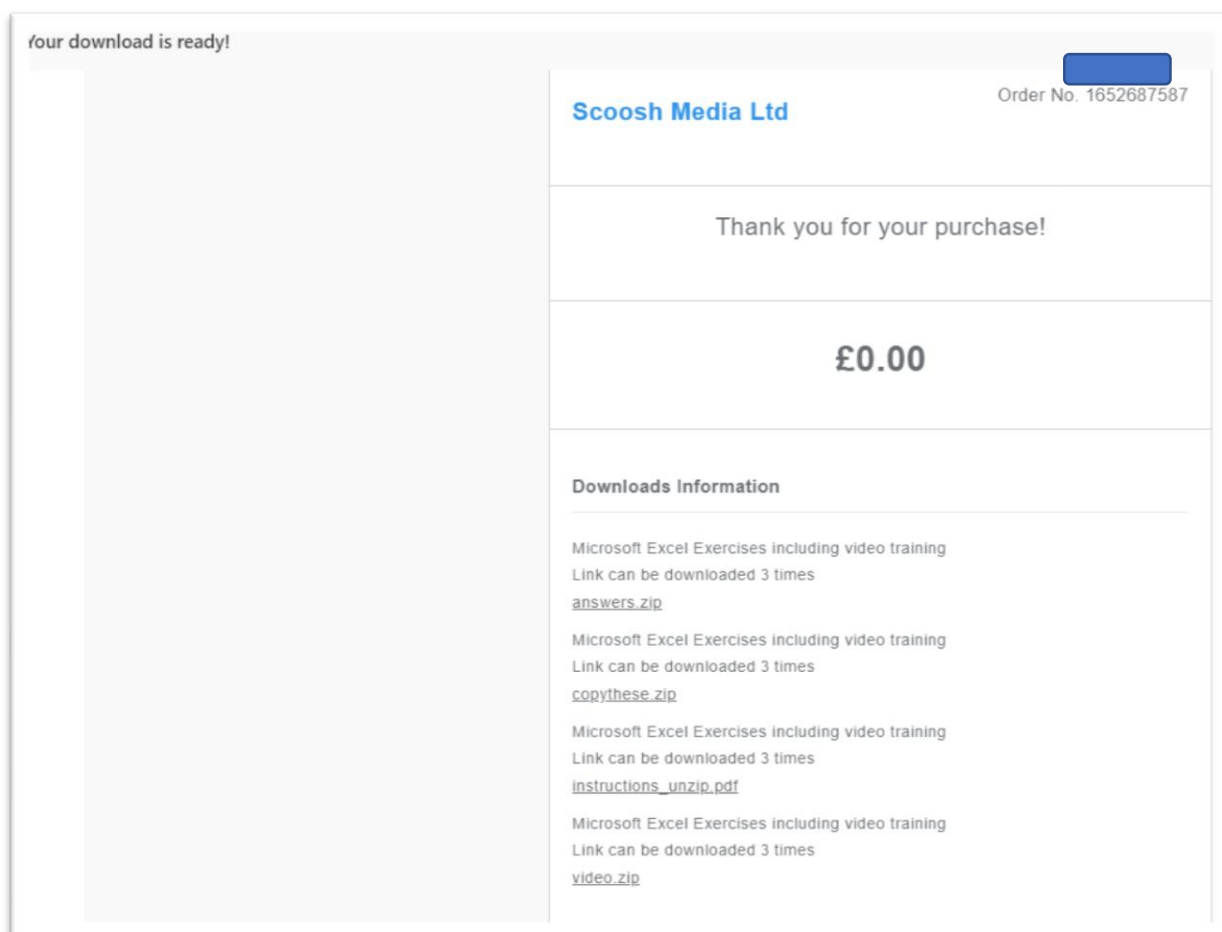 Your download is ready!
Scoosh Media Ltd
Order No. 1652687587
Thank you for your purchase!
£0.00
Downloads Information
Microsoft Excel Exercises including video training
Link can be downloaded 3 times
answers.zip
Microsoft Excel Exercises including video training
Link can be downloaded 3 times
copythese.zip
Microsoft Excel Exercises including video training
Link can be downloaded 3 times
instructions_unzip.pdf
Microsoft Excel Exercises including video training
Link can be downloaded 3 times
video.zip